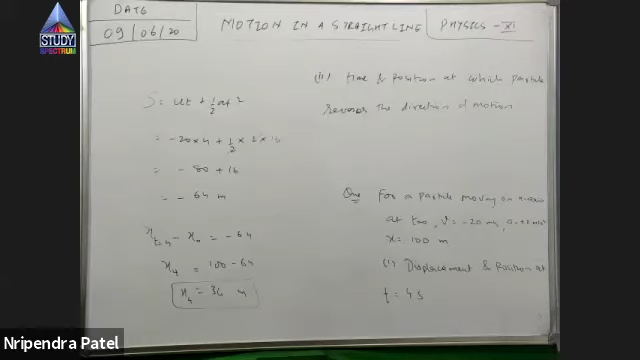 DATE
09/06/20
MOTION IN A STRAIGHT LINE
PHYSICS - XI
STUDY
SPECTRUM
S = ut + 1/2 at^2
= -20×4 + 1/2 × 2 × 16
= -80 + 16
= -64 m
x_t=4 - x_0 = -64
x_4 = 100 - 64
x_4 = 36 m
(ii) time & position at which particle
reverses the direction of motion
Que For a particle moving on x-axis
at t=0, V = -20 m/s, a = +2 m/s²
x = 100 m
(i) Displacement & Position at
t = 4 s
Nripendra Patel